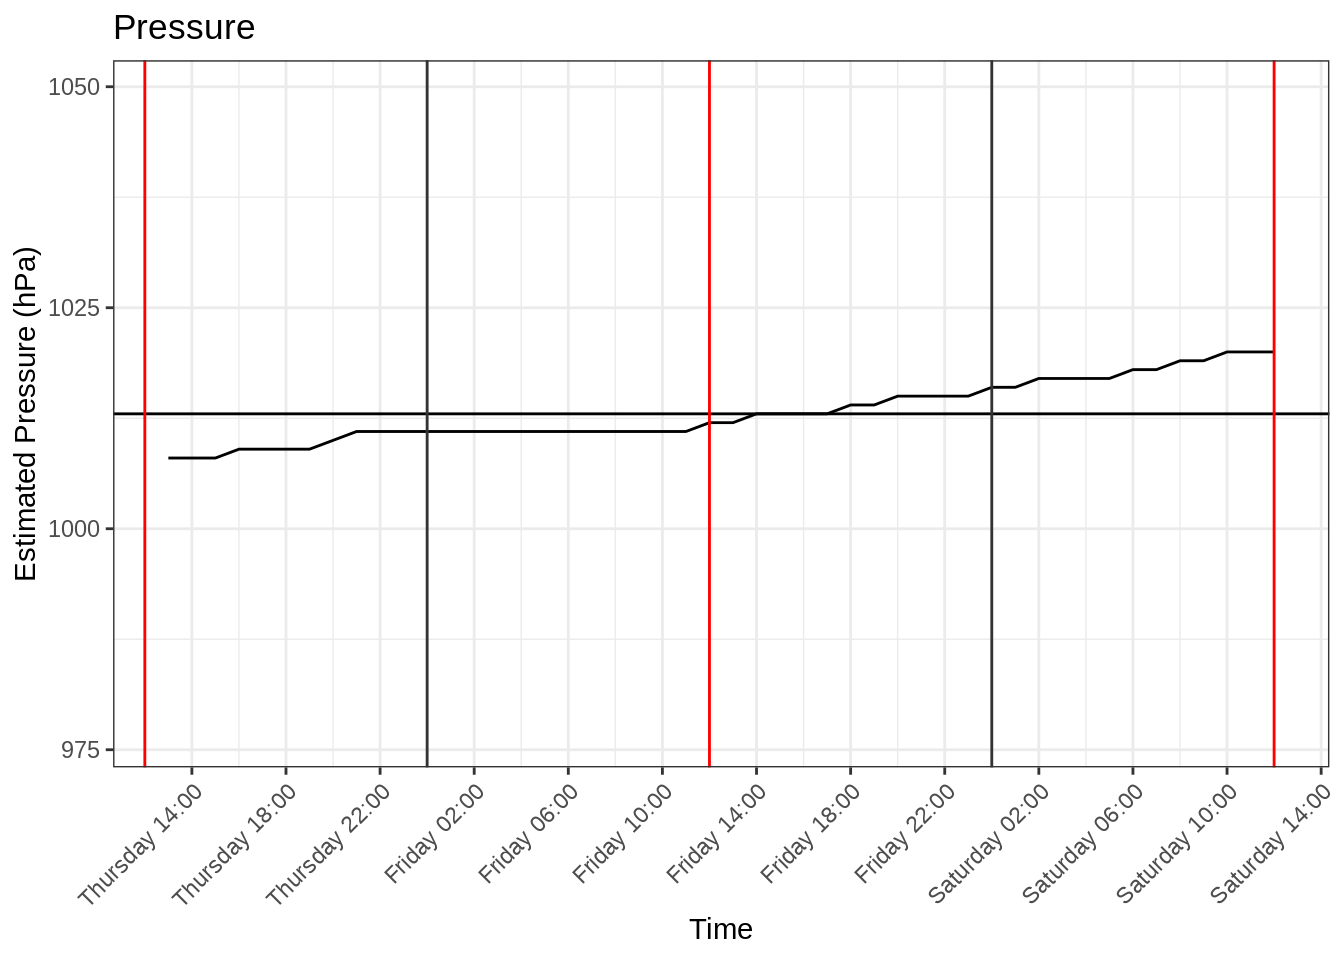 Pressure
Estimated Pressure (hPa)
1050
1025
1000
975
Thursday 14:00
Thursday 18:00
Thursday 22:00
Friday 02:00
Friday 06:00
Friday 10:00
Friday 14:00
Friday 18:00
Friday 22:00
Saturday 02:00
Saturday 06:00
Saturday 10:00
Saturday 14:00
Time